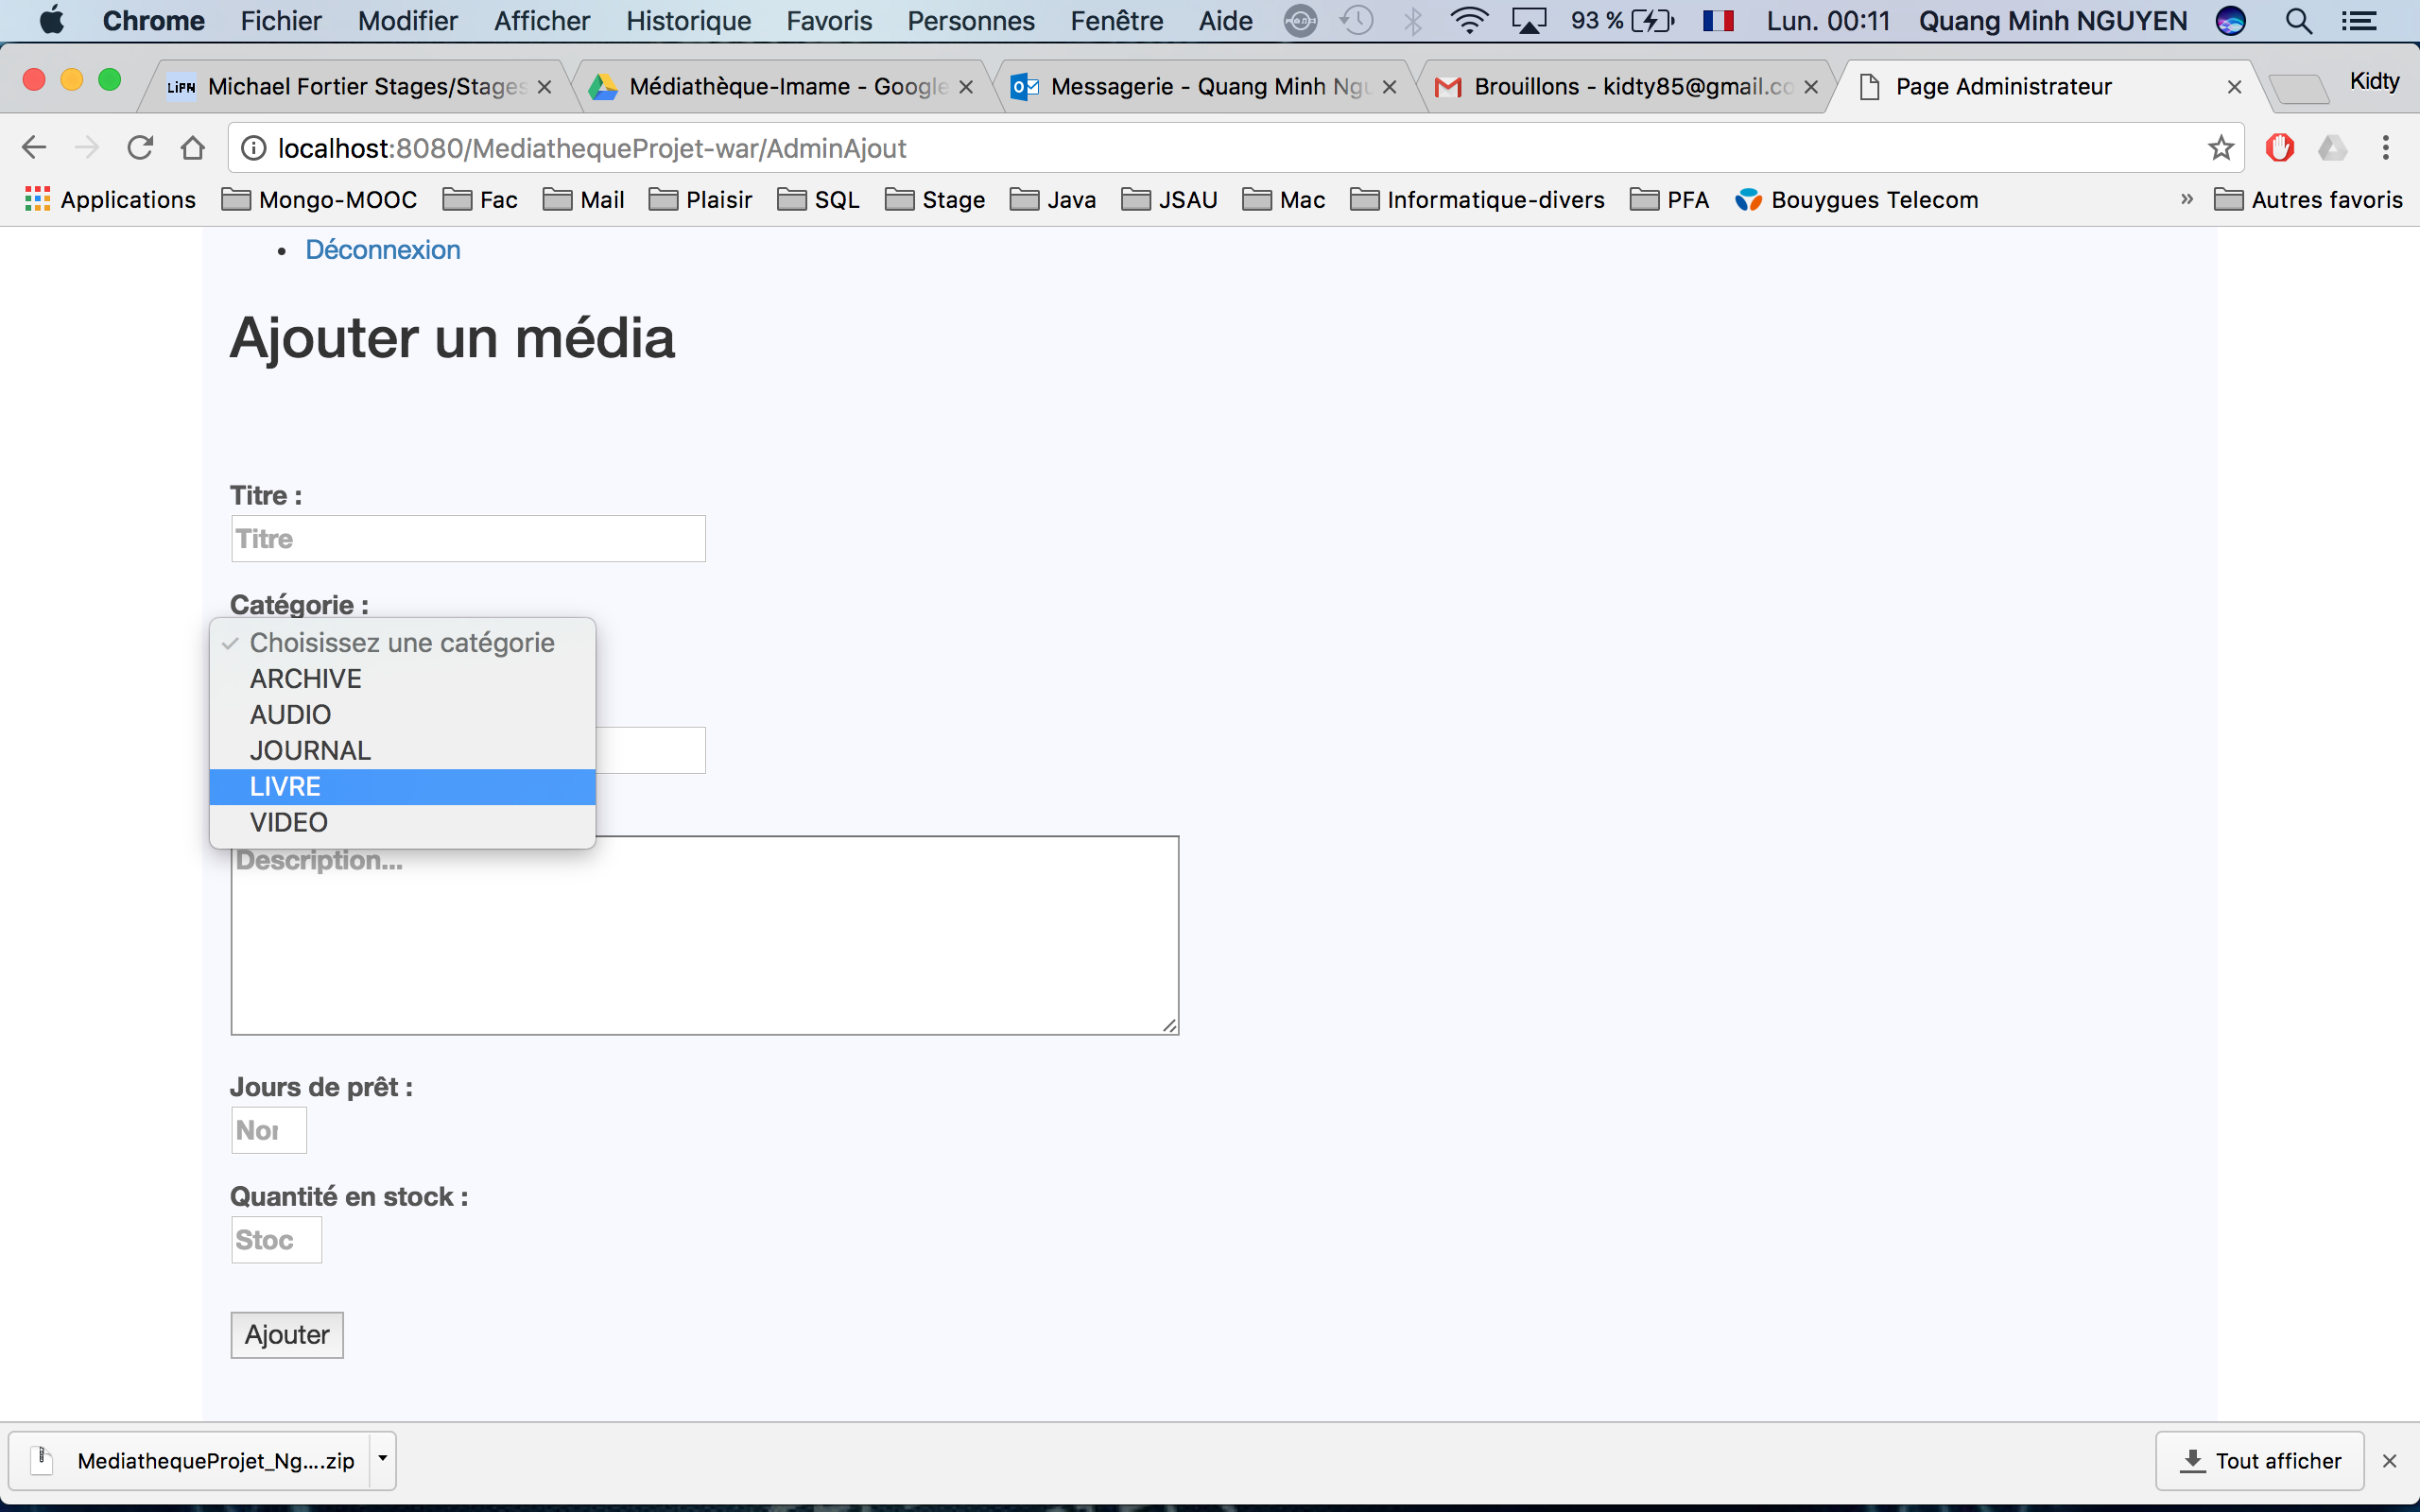 Chrome Fichier Modifier Afficher Historique Favoris Personnes Fenêtre Aide 93 % Lun. 00:11 Quang Minh NGUYEN
LiPN Michael Fortier Stages/Stages Médiathèque-Imame - Google Messagerie - Quang Minh Ngu Brouillons - kidty85@gmail.co Page Administrateur Kidty
localhost:8080/MediathequeProjet-war/AdminAjout
Applications Mongo-MOOC Fac Mail Plaisir SQL Stage Java JSAU Mac Informatique-divers PFA Bouygues Telecom » Autres favoris
• Déconnexion
Ajouter un média
Titre :
Titre
Catégorie :
✓ Choisissez une catégorie
ARCHIVE
AUDIO
JOURNAL
LIVRE
VIDEO
Description...
Jours de prêt :
Nor
Quantité en stock :
Stoc
Ajouter
MediathequeProjet_Ng....zip Tout afficher